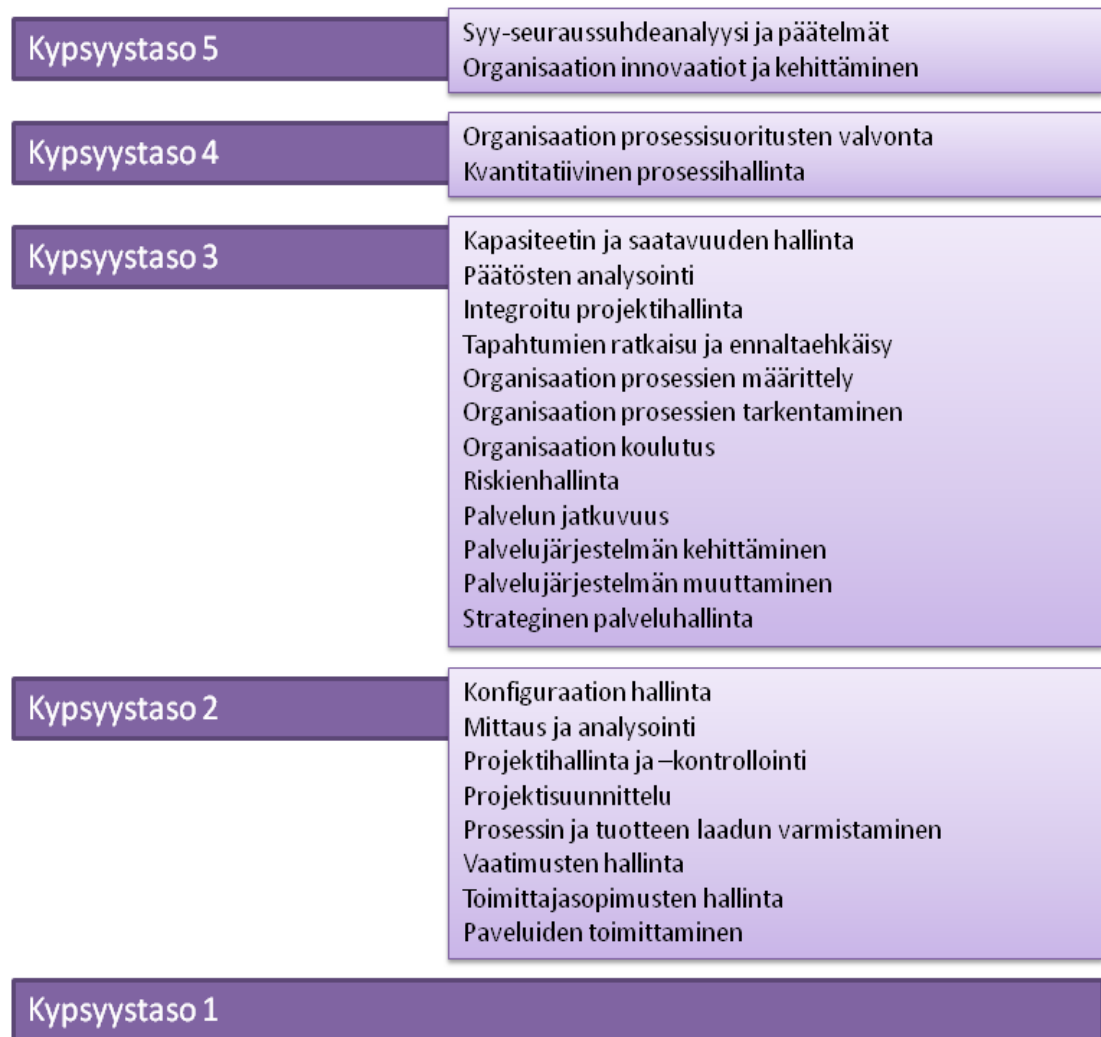 Kypsyystaso 5
Syy-seuraussuhdeanalyysi ja päätelmät
Organisaation innovaatiot ja kehittäminen
Kypsyystaso 4
Organisaation prosessisuoritusten valvonta
Kvantitatiivinen prosessihallinta
Kypsyystaso 3
Kapasiteetin ja saatavuuden hallinta
Päätösten analysointi
Integroitu projektihallinta
Tapahtumien ratkaisu ja ennaltaehkäisy
Organisaation prosessien määrittely
Organisaation prosessien tarkentaminen
Organisaation koulutus
Riskienhallinta
Palvelun jatkuvuus
Palvelujärjestelmän kehittäminen
Palvelujärjestelmän muuttaminen
Strateginen palveluhallinta
Kypsyystaso 2
Konfiguraation hallinta
Mittaus ja analysointi
Projektihallinta ja –kontrollointi
Projektisuunnittelu
Prosessin ja tuotteen laadun varmistaminen
Vaatimusten hallinta
Toimittajasopimusten hallinta
Paveluiden toimittaminen
Kypsyystaso 1